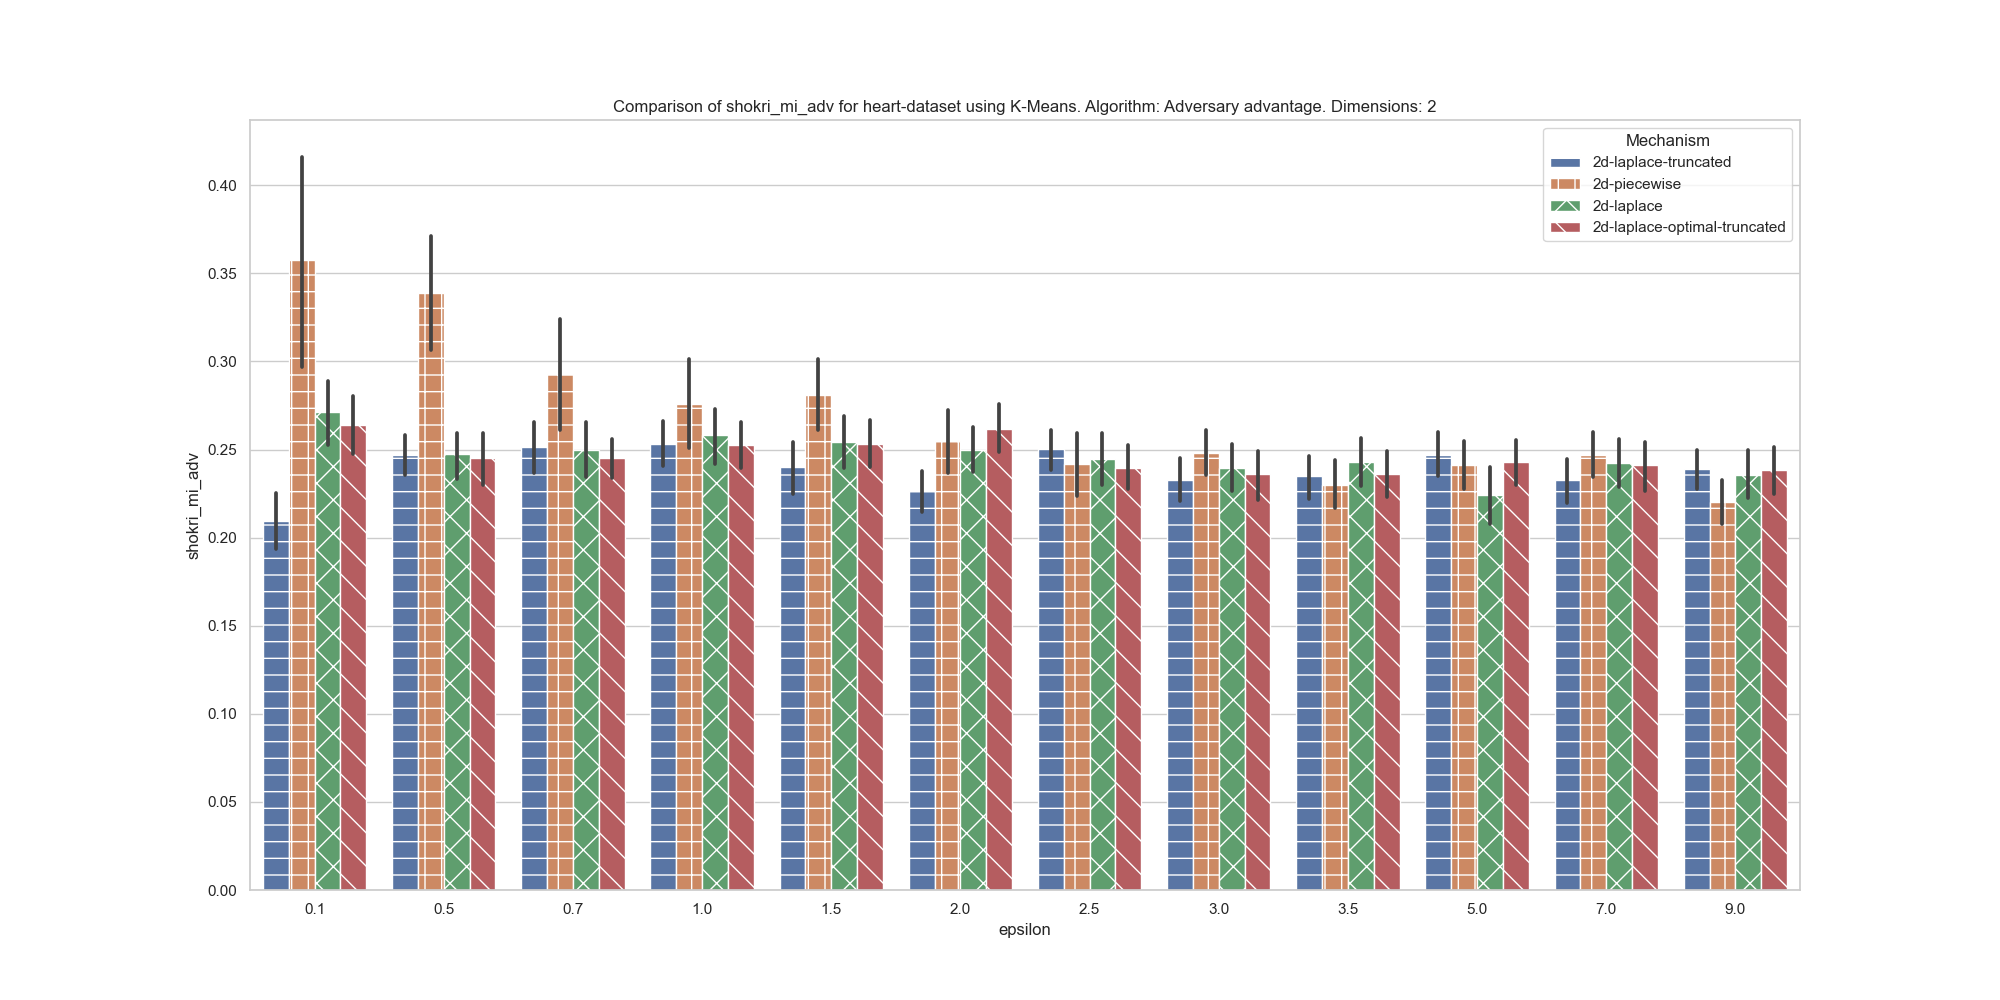 Comparison of shokri_mi_adv for heart-dataset using K-Means. Algorithm: Adversary advantage. Dimensions: 2
Mechanism
2d-laplace-truncated
2d-piecewise
2d-laplace
2d-laplace-optimal-truncated
shokri_mi_adv
0.40
0.35
0.30
0.25
0.20
0.15
0.10
0.05
0.00
0.1 0.5 0.7 1.0 1.5 2.0 2.5 3.0 3.5 5.0 7.0 9.0
epsilon